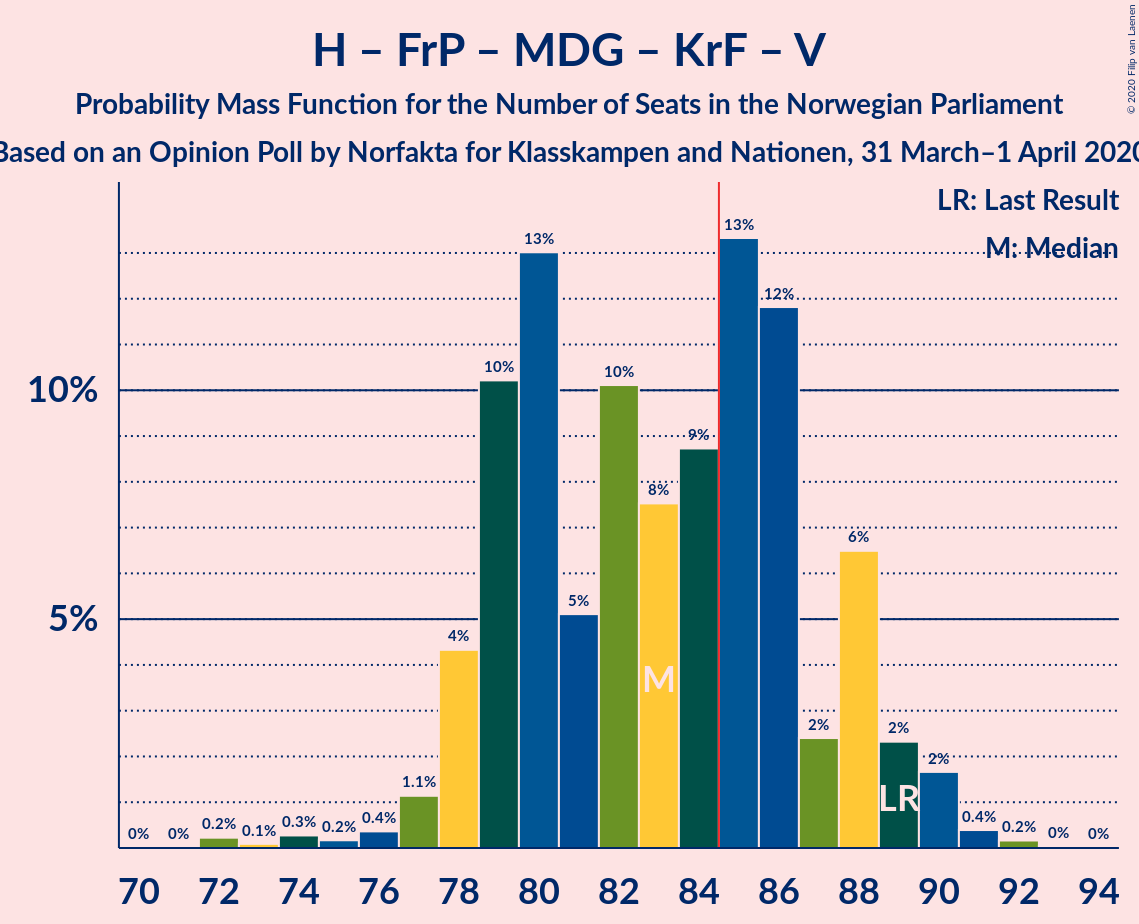 H – FrP – MDG – KrF – V
Probability Mass Function for the Number of Seats in the Norwegian Parliament
Based on an Opinion Poll by Norfakta for Klasskampen and Nationen, 31 March–1 April 2020
© 2020 Filip van Laenen
LR: Last Result
M: Median
10%
5%
0% 0% 0.2% 0.1% 0.3% 0.2% 0.4% 1.1% 4% 10% 13% 5% 10% 8% 9% 13% 12% 2% 6% 2% 2% 0.4% 0.2% 0% 0%
M
LR
70 72 74 76 78 80 82 84 86 88 90 92 94